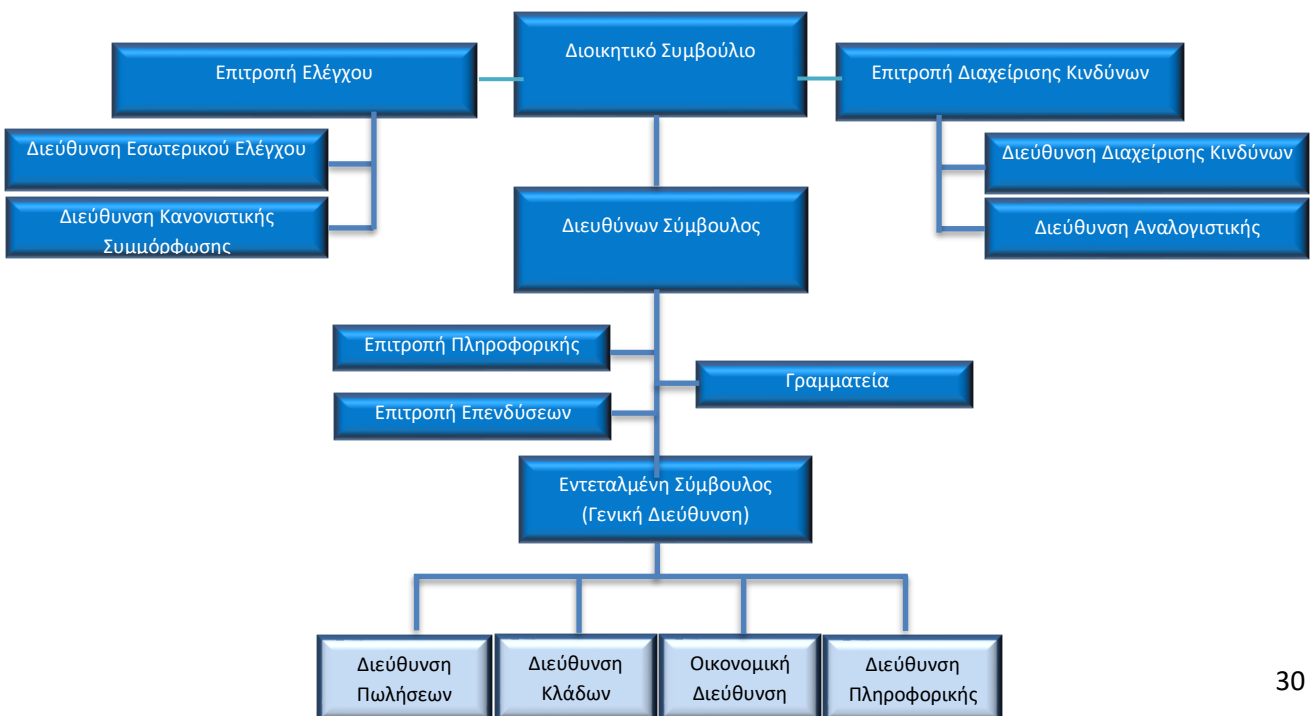 Διοικητικό Συμβούλιο
Επιτροπή Ελέγχου
Επιτροπή Διαχείρισης Κινδύνων
Διεύθυνση Εσωτερικού Ελέγχου
Διεύθυνση Διαχείρισης Κινδύνων
Διεύθυνση Κανονιστικής
Συμμόρφωσης
Διευθύνων Σύμβουλος
Διεύθυνση Αναλογιστικής
Επιτροπή Πληροφορικής
Γραμματεία
Επιτροπή Επενδύσεων
Εντεταλμένη Σύμβουλος
(Γενική Διεύθυνση)
Διεύθυνση
Πωλήσεων
Διεύθυνση
Κλάδων
Οικονομική
Διεύθυνση
Διεύθυνση
Πληροφορικής
30